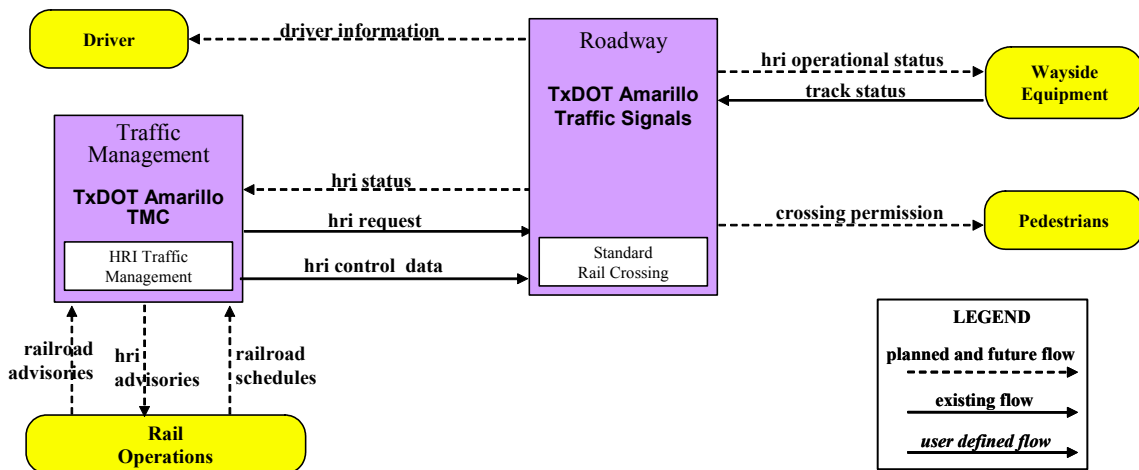 Driver
driver information
Roadway
TxDOT Amarillo
Traffic Signals
hri operational status
track status
Wayside
Equipment
Traffic
Management
TxDOT Amarillo
TMC
HRI Traffic
Management
hri status
hri request
hri control data
crossing permission
Pedestrians
Standard
Rail Crossing
railroad
advisories
hri
advisories
railroad
schedules
Rail
Operations
LEGEND
planned and future flow
existing flow
user defined flow